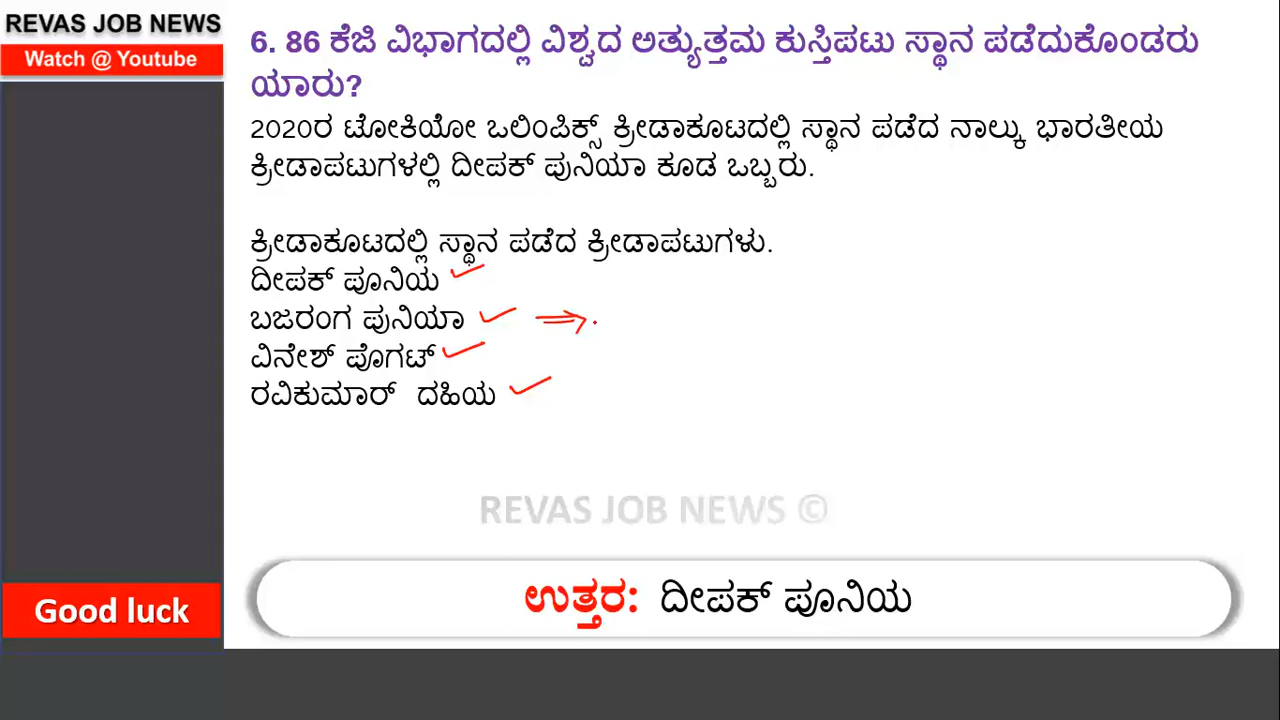 REVAS JOB NEWS
Watch @ Youtube
6. 86 ಕೆಜಿ ವಿಭಾಗದಲ್ಲಿ ವಿಶ್ವದ ಅತ್ಯುತ್ತಮ ಕುಸ್ತಿಪಟು ಸ್ಥಾನ ಪಡೆದುಕೊಂಡರು
ಯಾರು?
2020ರ ಟೋಕಿಯೋ ಒಲಿಂಪಿಕ್ಸ್ ಕ್ರೀಡಾಕೂಟದಲ್ಲಿ ಸ್ಥಾನ ಪಡೆದ ನಾಲ್ಕು ಭಾರತೀಯ
ಕ್ರೀಡಾಪಟುಗಳಲ್ಲಿ ದೀಪಕ್ ಪುನಿಯಾ ಕೂಡ ಒಬ್ಬರು.
ಕ್ರೀಡಾಕೂಟದಲ್ಲಿ ಸ್ಥಾನ ಪಡೆದ ಕ್ರೀಡಾಪಟುಗಳು.
ದೀಪಕ್ ಪೂನಿಯ
ಬಜರಂಗ ಪುನಿಯಾ
ವಿನೇಶ್ ಪೊಗಟ್
ರವಿಕುಮಾರ್ ದಹಿಯ
REVAS JOB NEWS ©
ಉತ್ತರ: ದೀಪಕ್ ಪೂನಿಯ
Good luck